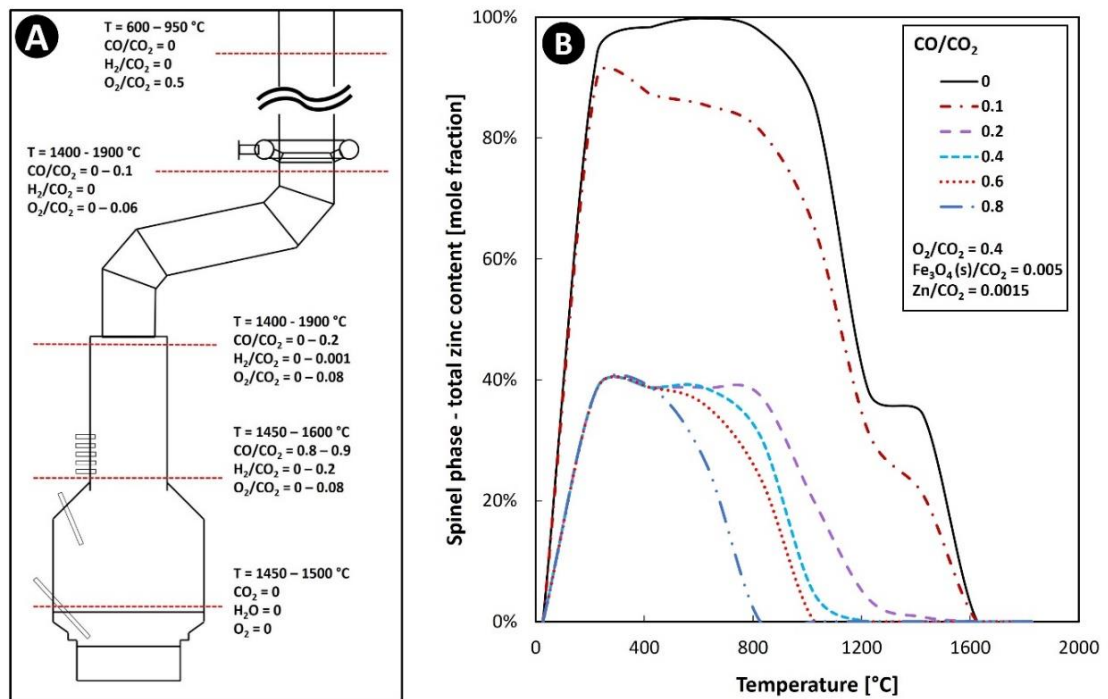 A
T = 600 – 950 °C
CO/CO₂ = 0
H₂/CO₂ = 0
O₂/CO₂ = 0.5
T = 1400 - 1900 °C
CO/CO₂ = 0 – 0.1
H₂/CO₂ = 0
O₂/CO₂ = 0 – 0.06
T = 1400 - 1900 °C
CO/CO₂ = 0 – 0.2
H₂/CO₂ = 0 – 0.001
O₂/CO₂ = 0 – 0.08
T = 1450 – 1600 °C
CO/CO₂ = 0.8 – 0.9
H₂/CO₂ = 0 – 0.2
O₂/CO₂ = 0 – 0.08
T = 1450 – 1500 °C
CO₂ = 0
H₂O = 0
O₂ = 0
B
Spinel phase - total zinc content [mole fraction]
100%
80%
60%
40%
20%
0%
0
400
800
1200
1600
2000
Temperature [°C]
CO/CO₂
0
0.1
0.2
0.4
0.6
0.8
O₂/CO₂ = 0.4
Fe₃O₄(s)/CO₂ = 0.005
Zn/CO₂ = 0.0015